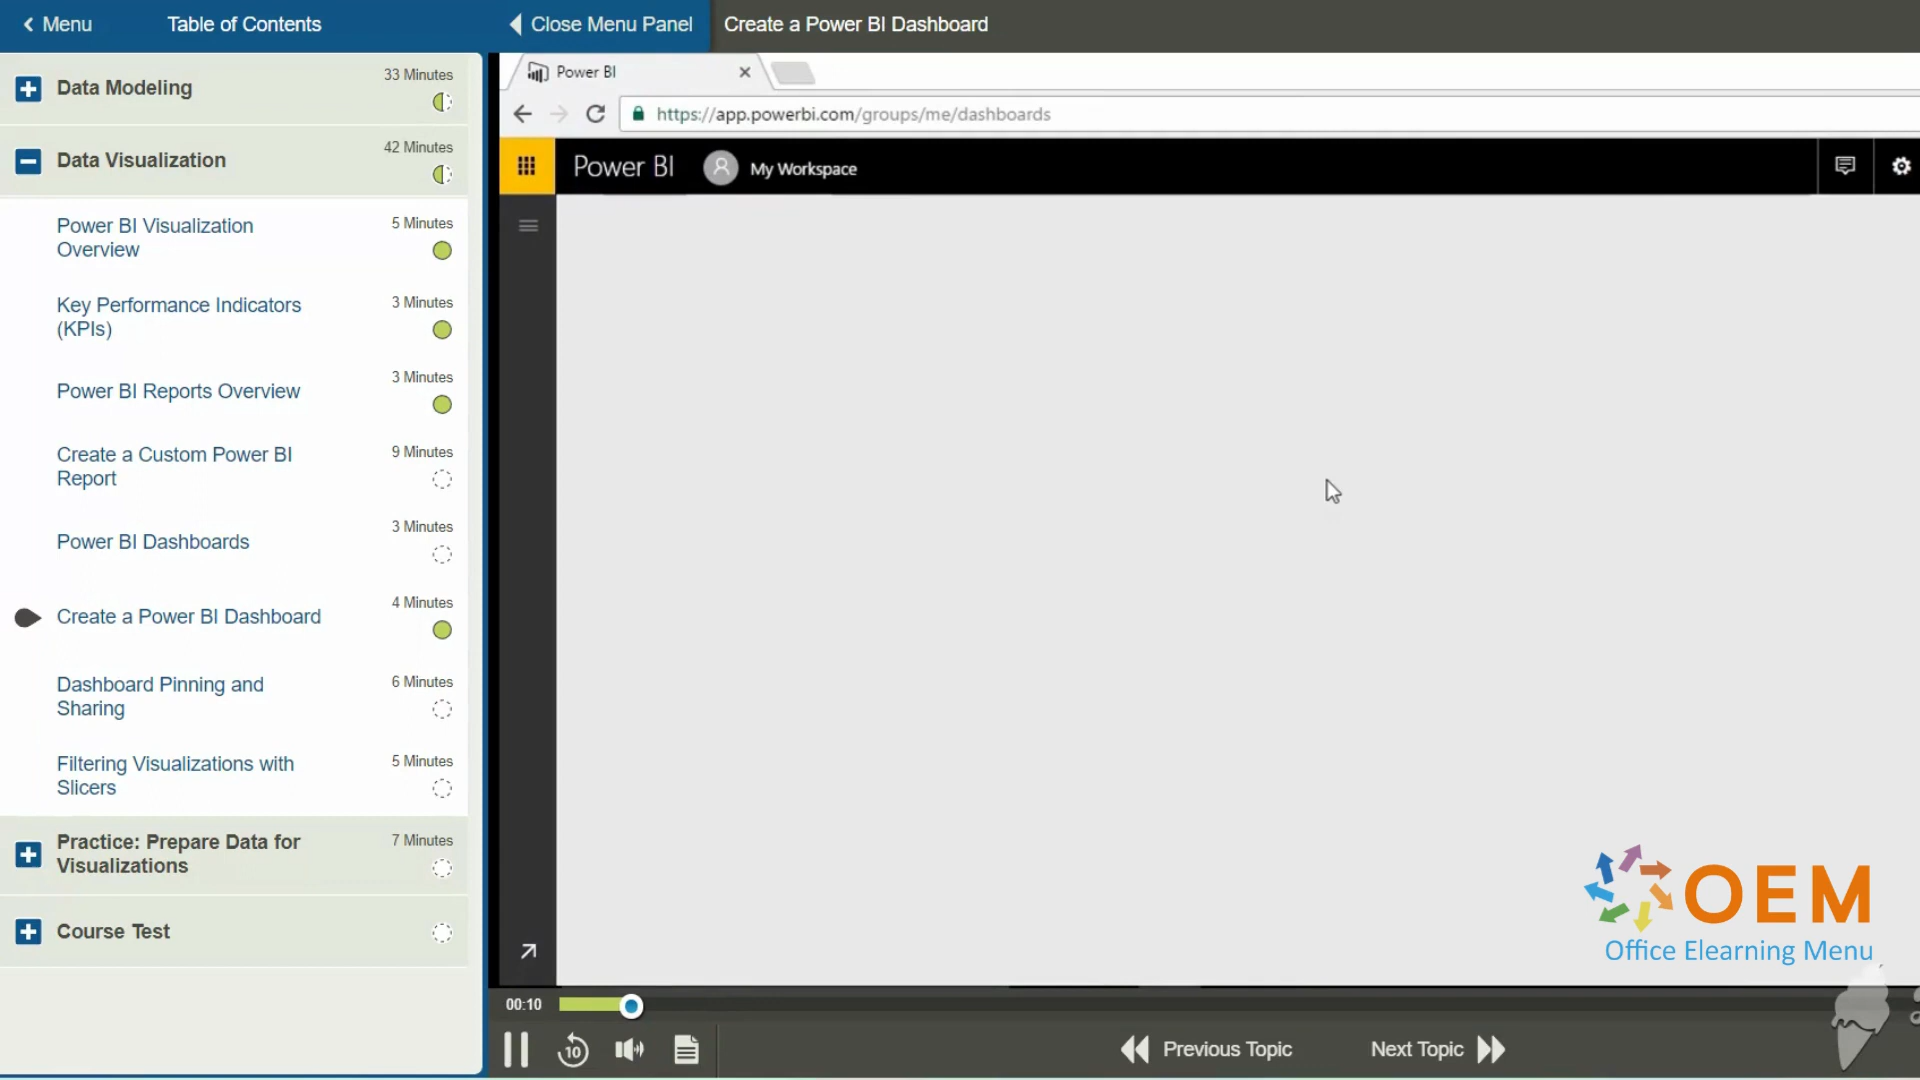 Menu
Table of Contents
Close Menu Panel
Create a Power BI Dashboard
Data Modeling
33 Minutes
Data Visualization
42 Minutes
Power BI Visualization
Overview
5 Minutes
Key Performance Indicators
(KPIs)
3 Minutes
Power BI Reports Overview
3 Minutes
Create a Custom Power BI
Report
9 Minutes
Power BI Dashboards
3 Minutes
Create a Power BI Dashboard
4 Minutes
Dashboard Pinning and
Sharing
6 Minutes
Filtering Visualizations with
Slicers
5 Minutes
Practice: Prepare Data for
Visualizations
7 Minutes
Course Test
Power BI
https://app.powerbi.com/groups/me/dashboards
Power BI
My Workspace
OEM
Office Elearning Menu
00:10
10
Previous Topic
Next Topic